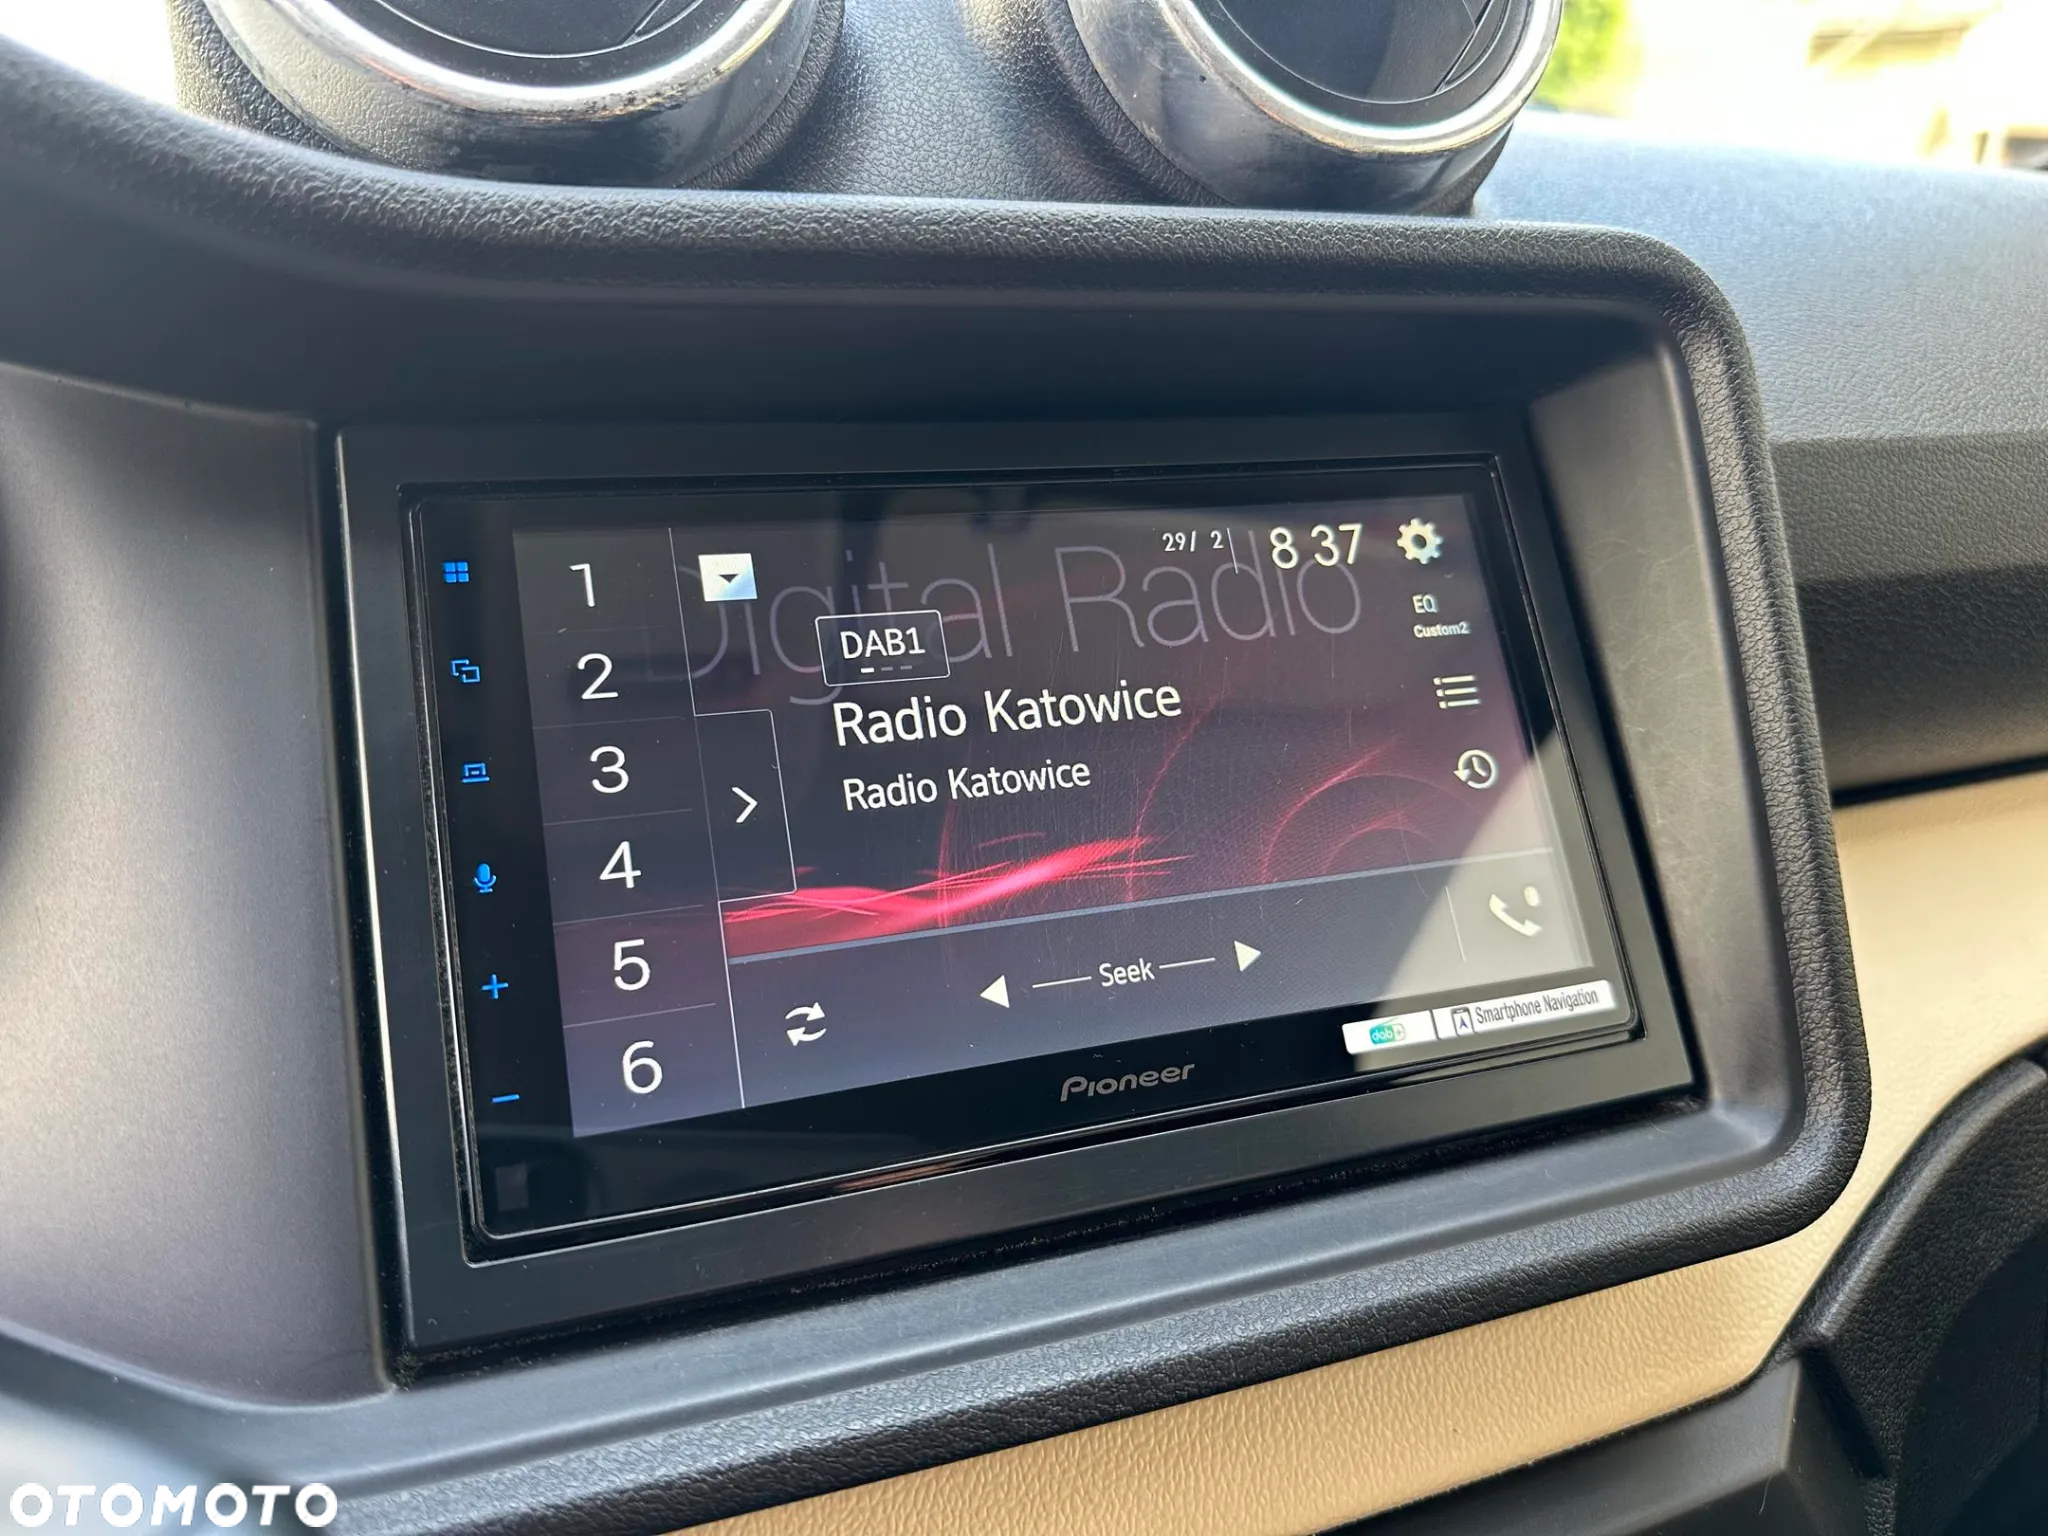 29/ 2 8 37
Digital Radio
EQ
Custom2
DAB1
Radio Katowice
Radio Katowice
1
2
3
4
5
6
Seek
dab+
Smartphone Navigation
Pioneer
OTOMOTO